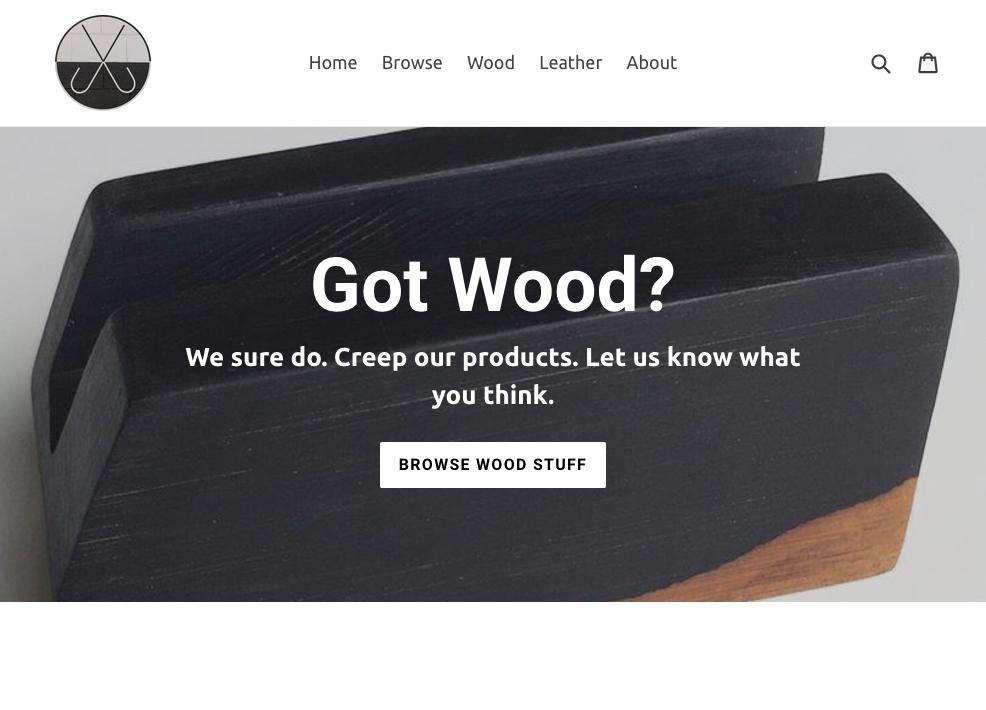 Home Browse Wood Leather About
Got Wood?
We sure do. Creep our products. Let us know what
you think.
BROWSE WOOD STUFF